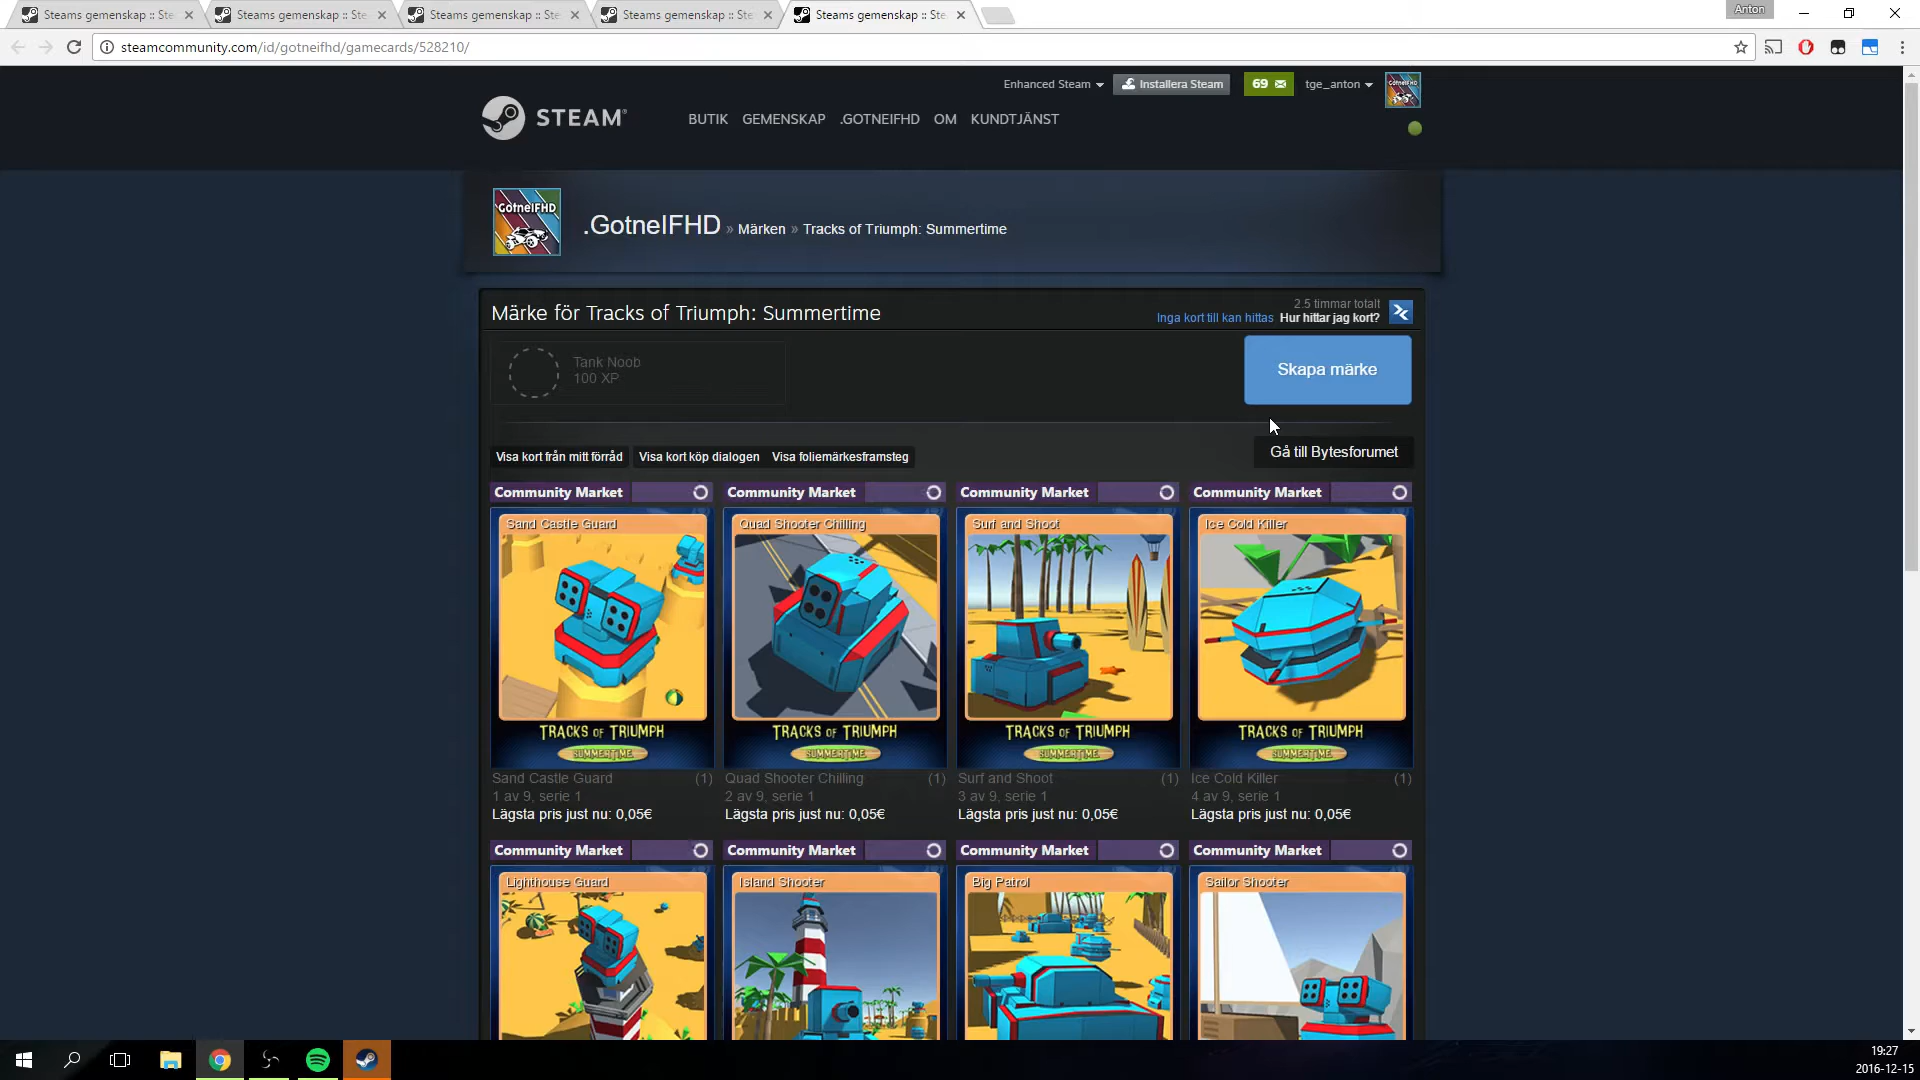 Steams gemenskap :: Ste
Steams gemenskap :: Ste
Steams gemenskap :: Ste
Steams gemenskap :: Ste
Steams gemenskap :: Ste
Anton
steamcommunity.com/id/gotneifhd/gamecards/528210/
Enhanced Steam
Installera Steam
69
tge_anton
STEAM
BUTIK GEMENSKAP .GOTNEIFHD OM KUNDTJÄNST
GotneIFHD
.GotneIFHD » Märken » Tracks of Triumph: Summertime
Märke för Tracks of Triumph: Summertime
2.5 timmar totalt
Inga kort till kan hittas Hur hittar jag kort?
Tank Noob
100 XP
Skapa märke
Visa kort från mitt förråd
Visa kort köp dialogen
Visa foliemärkesframsteg
Gå till Bytesforumet
Community Market
Community Market
Community Market
Community Market
Sand Castle Guard
Quad Shooter Chilling
Surf and Shoot
Ice Cold Killer
TRACKS OF TRIUMPH
SUMMERTIME
TRACKS OF TRIUMPH
SUMMERTIME
TRACKS OF TRIUMPH
SUMMERTIME
TRACKS OF TRIUMPH
SUMMERTIME
Sand Castle Guard (1)
1 av 9, serie 1
Lägsta pris just nu: 0,05€
Quad Shooter Chilling (1)
2 av 9, serie 1
Lägsta pris just nu: 0,05€
Surf and Shoot (1)
3 av 9, serie 1
Lägsta pris just nu: 0,05€
Ice Cold Killer (1)
4 av 9, serie 1
Lägsta pris just nu: 0,05€
Community Market
Community Market
Community Market
Community Market
Lighthouse Guard
Island Shooter
Big Patrol
Sailor Shooter
19:27
2016-12-15